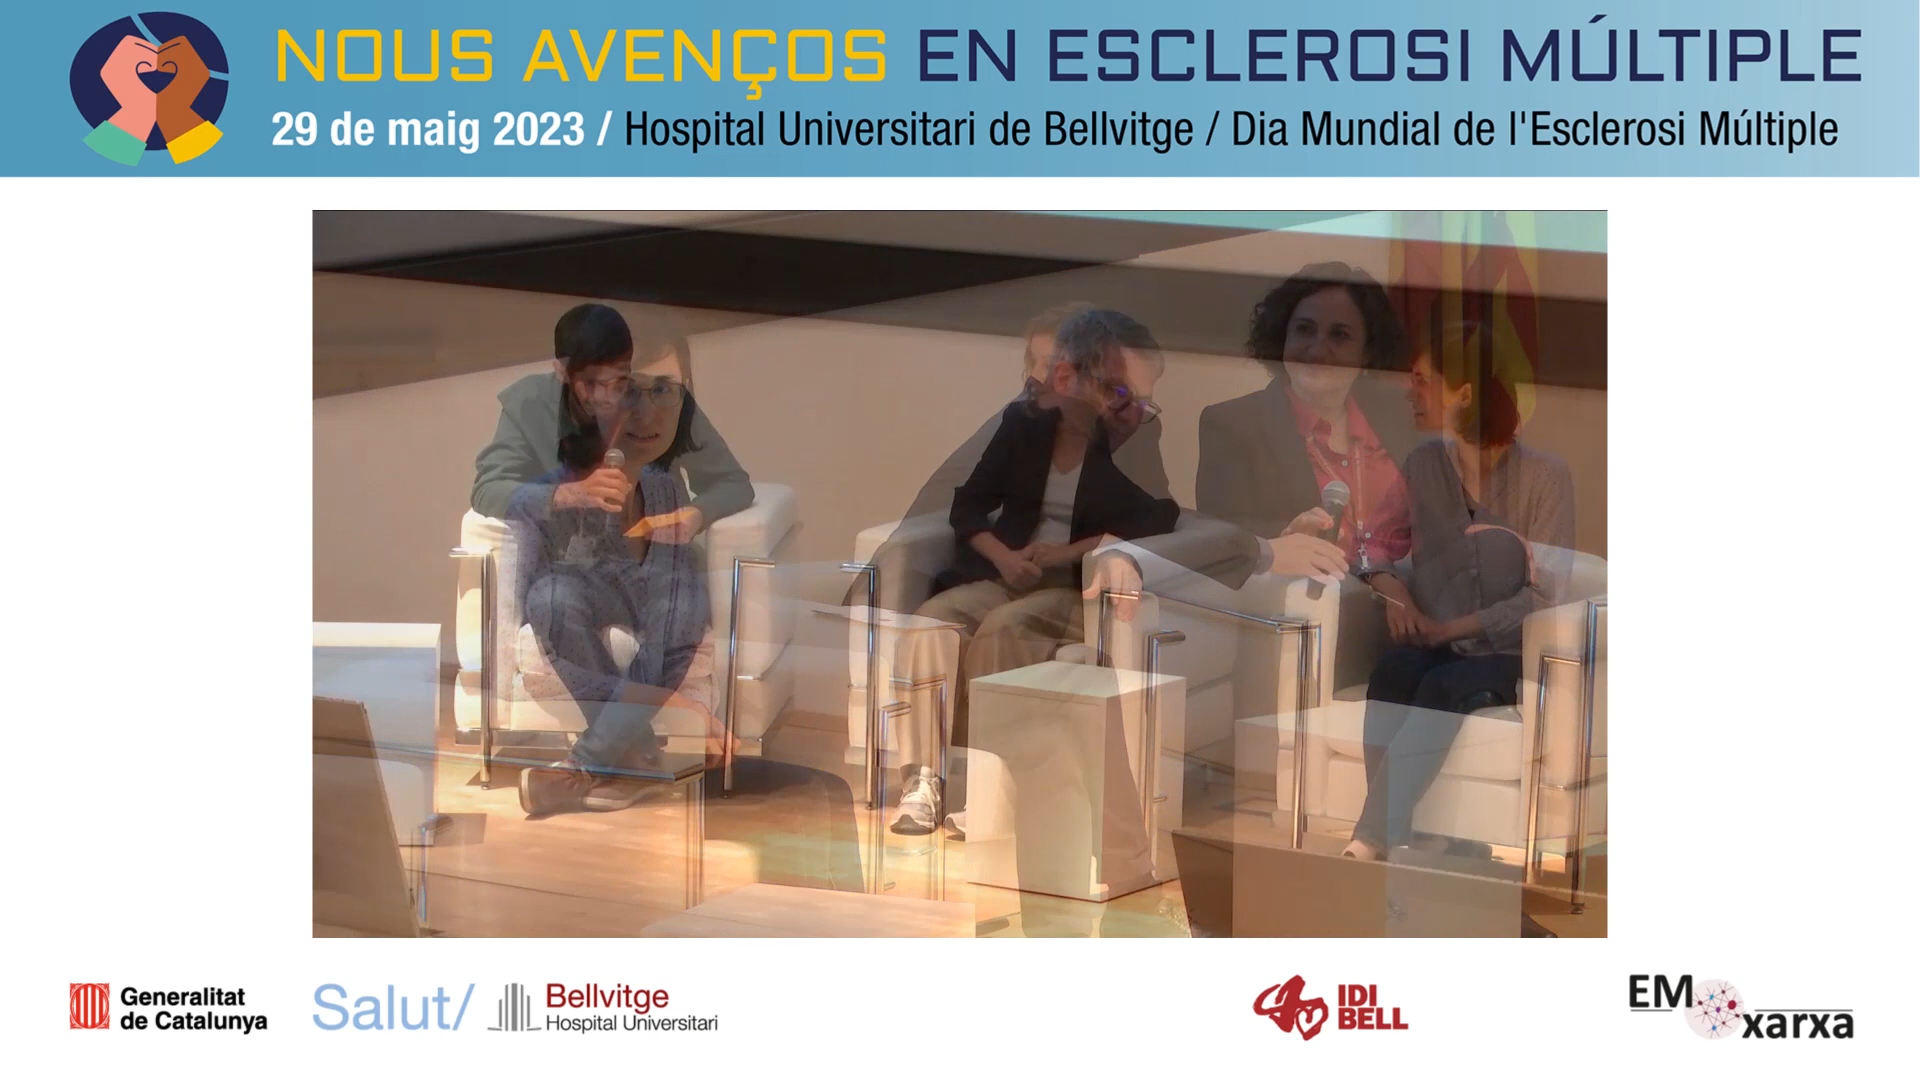 NOUS AVENÇOS EN ESCLEROSI MÚLTIPLE
29 de maig 2023 / Hospital Universitari de Bellvitge / Dia Mundial de l'Esclerosi Múltiple
Generalitat
de Catalunya
Salut/
Bellvitge
Hospital Universitari
IDI
BELL
EM
xarxa